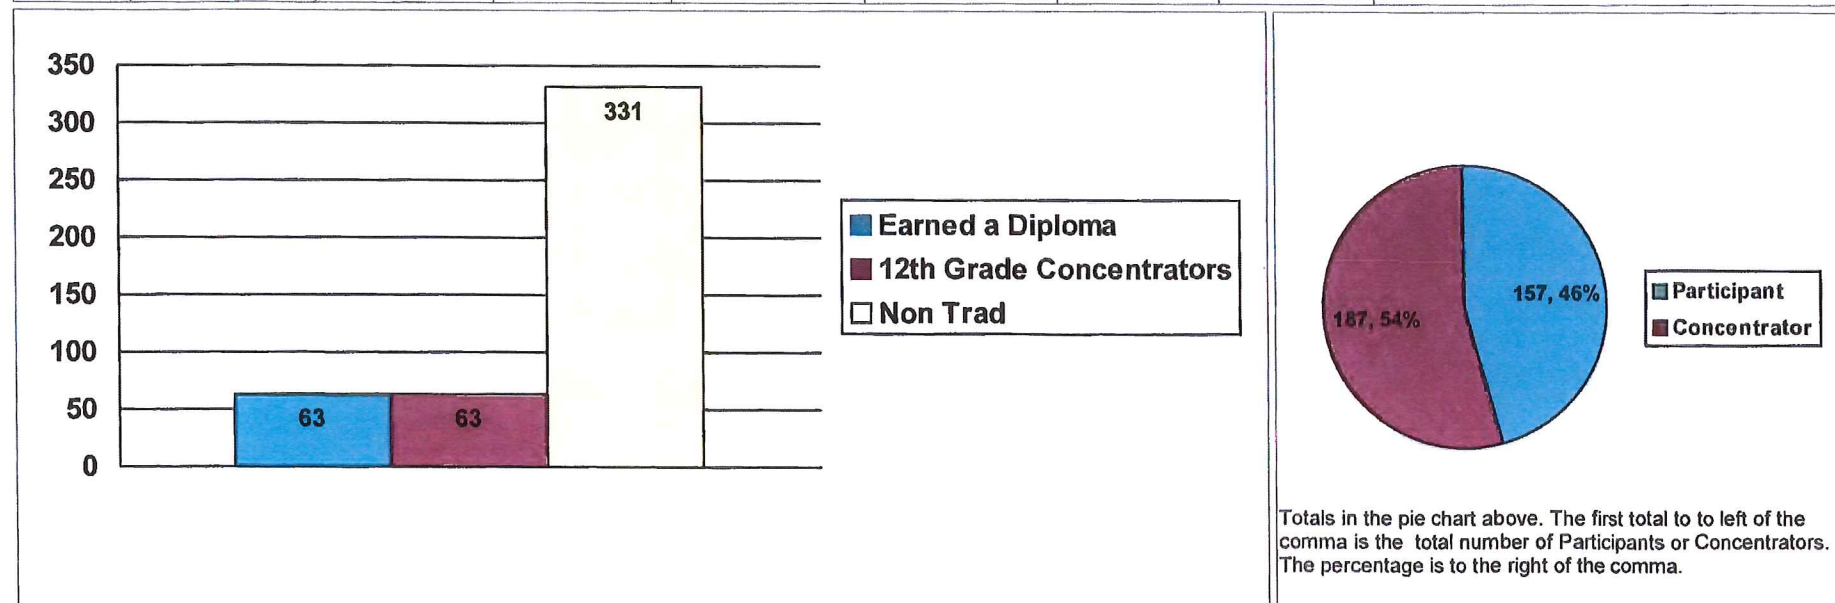 350
300
250
200
150
100
50
0
331
63
63
Earned a Diploma
12th Grade Concentrators
Non Trad
157, 46%
187, 54%
Participant
Concentrator
Totals in the pie chart above. The first total to to left of the
comma is the total number of Participants or Concentrators.
The percentage is to the right of the comma.